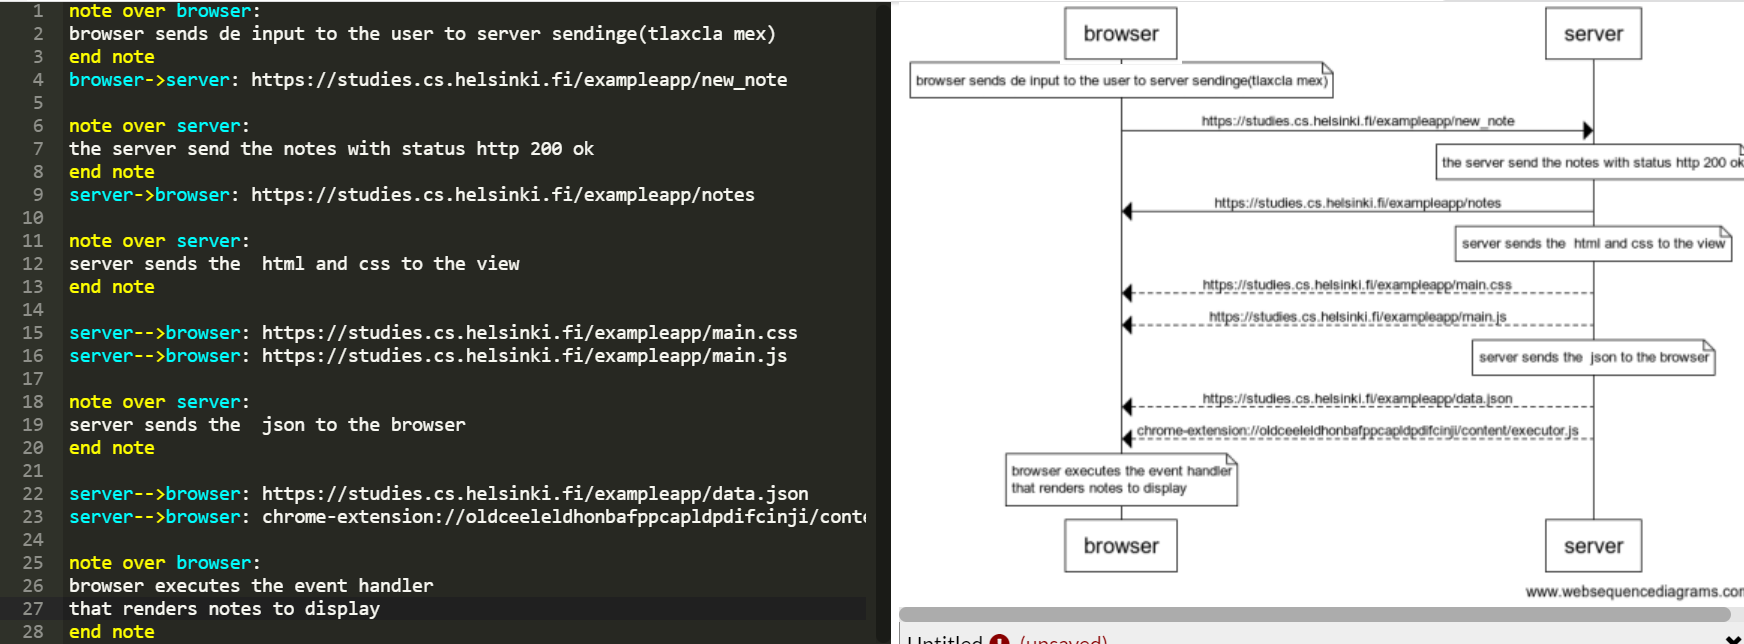 1 note over browser:
2 browser sends de input to the user to server sendinge(tlaxcla mex)
3 end note
4 browser->server: https://studies.cs.helsinki.fi/exampleapp/new_note
5
6 note over server:
7 the server send the notes with status http 200 ok
8 end note
9 server->browser: https://studies.cs.helsinki.fi/exampleapp/notes
10
11 note over server:
12 server sends the  html and css to the view
13 end note
14
15 server-->browser: https://studies.cs.helsinki.fi/exampleapp/main.css
16 server-->browser: https://studies.cs.helsinki.fi/exampleapp/main.js
17
18 note over server:
19 server sends the  json to the browser
20 end note
21
22 server-->browser: https://studies.cs.helsinki.fi/exampleapp/data.json
23 server-->browser: chrome-extension://oldceeleldhonbafppcapldpdifcinji/conte
24
25 note over browser:
26 browser executes the event handler
27 that renders notes to display
28 end note
browser server
browser sends de input to the user to server sendinge(tlaxcla mex)
https://studies.cs.helsinki.fi/exampleapp/new_note
the server send the notes with status http 200 ok
https://studies.cs.helsinki.fi/exampleapp/notes
server sends the  html and css to the view
https://studies.cs.helsinki.fi/exampleapp/main.css
https://studies.cs.helsinki.fi/exampleapp/main.js
server sends the  json to the browser
https://studies.cs.helsinki.fi/exampleapp/data.json
chrome-extension://oldceeleldhonbafppcapldpdifcinji/content/executor.js
browser executes the event handler
that renders notes to display
browser server
www.websequencediagrams.com
Untitled (unsaved)